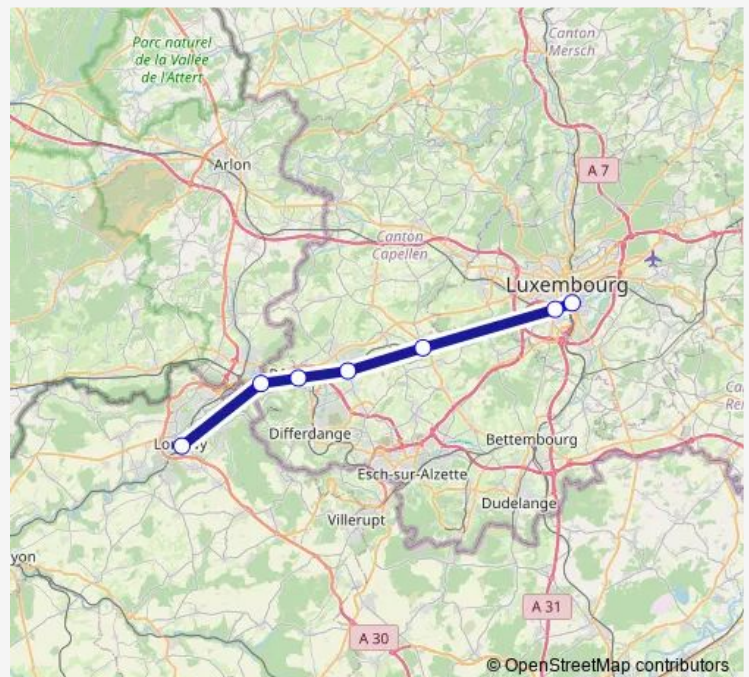 Parc naturel
de la Vallée
de l'Attert
Canton
Mersch
Arlon
A 7
Canton
Capellen
Luxembourg
Differdange
Bettembourg
Esch-sur-Alzette
Dudelange
Villerupt
yon
A 31
A 30
© OpenStreetMap contributors